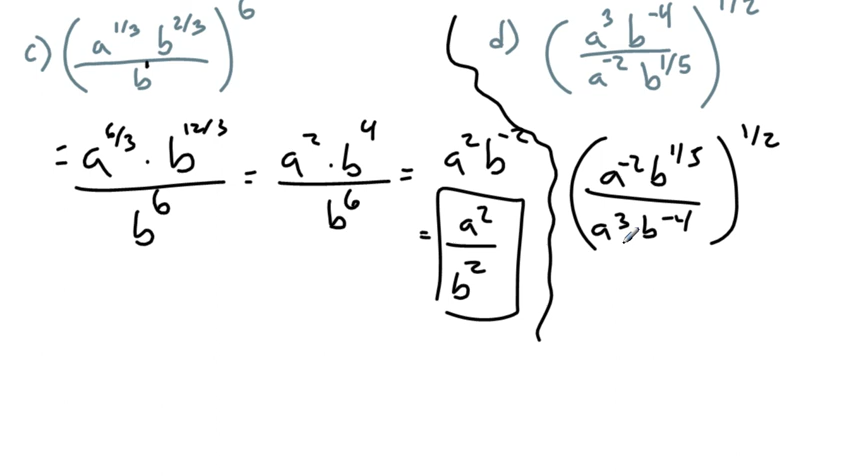 c) (a^{1/3} b^{2/3} / b)^6
= a^{6/3} · b^{12/3} / b^6 = a^2 · b^4 / b^6 = a^2 b^{-2}
= a^2 / b^2
d) (a^3 b^{-4} / a^{-2} b^{1/5})^{1/2}
(a^{-2} b^{1/5} / a^3 · b^{-4})^{1/2}